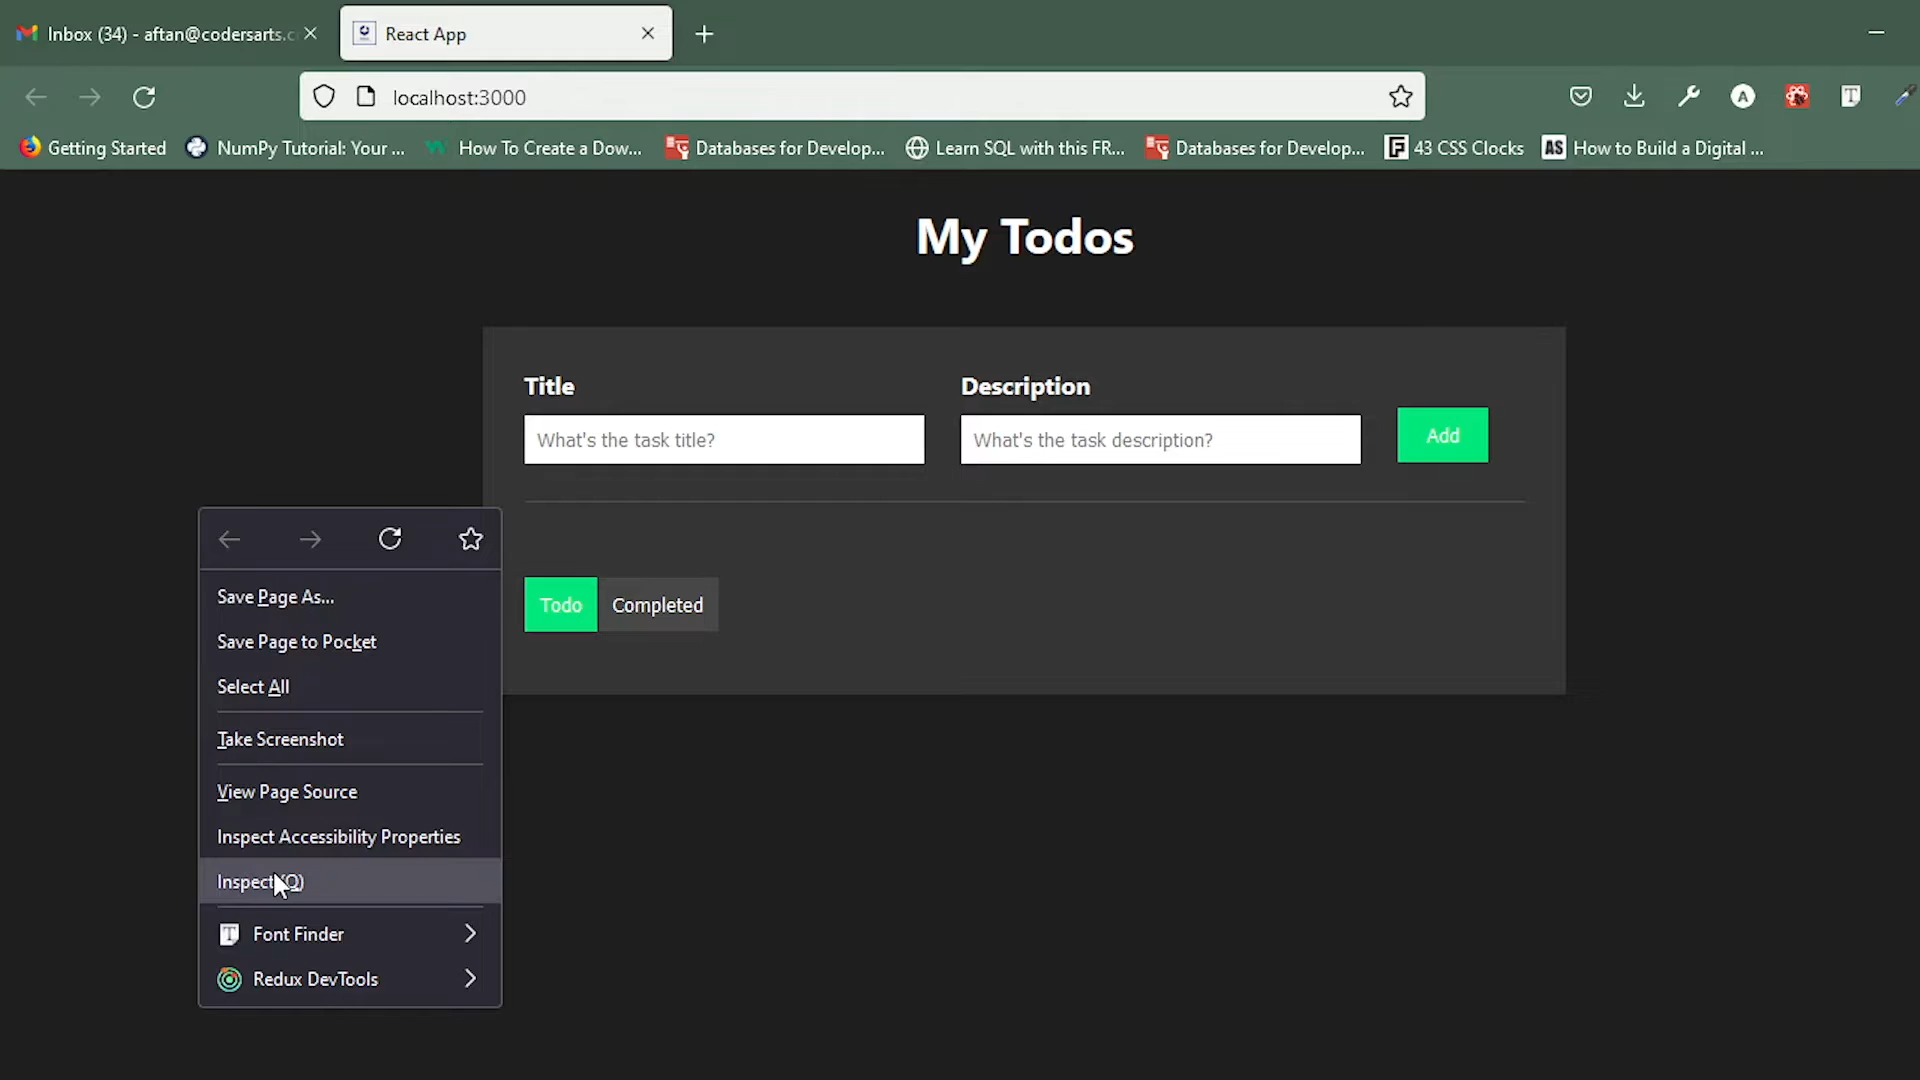 Inbox (34) - aftan@codersarts.c
React App
localhost:3000
A
T
Getting Started
NumPy Tutorial: Your ...
How To Create a Dow...
Databases for Develop...
Learn SQL with this FR...
Databases for Develop...
F
43 CSS Clocks
AS
How to Build a Digital ...
My Todos
Title
Description
What's the task title?
What's the task description?
Add
Todo
Completed
Save Page As...
Save Page to Pocket
Select All
Take Screenshot
View Page Source
Inspect Accessibility Properties
Inspect (Q)
T
Font Finder
Redux DevTools